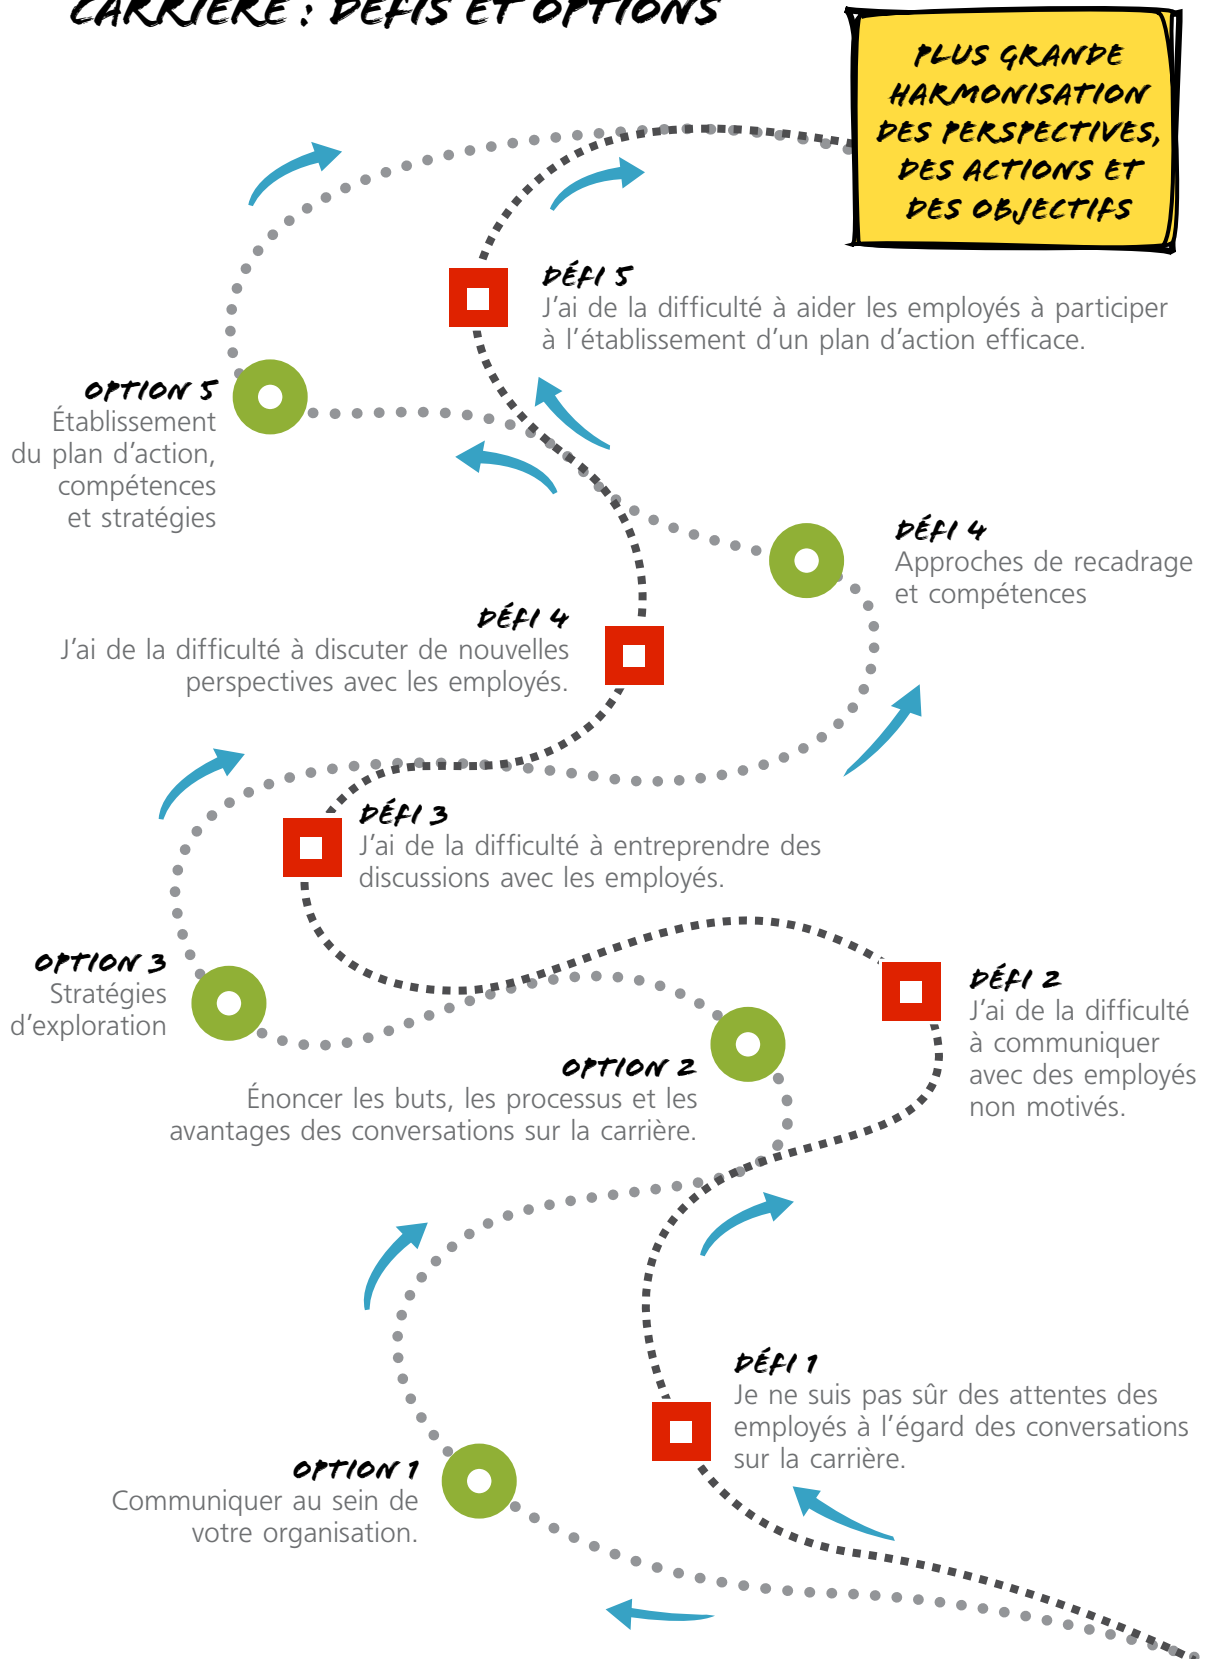 CARRIÈRE : DÉFIS ET OPTIONS
PLUS GRANDE
HARMONISATION
DES PERSPECTIVES,
DES ACTIONS ET
DES OBJECTIFS
DÉFI 5
J’ai de la difficulté à aider les employés à participer
à l’établissement d’un plan d’action efficace.
OPTION 5
Établissement
du plan d’action,
compétences
et stratégies
DÉFI 4
Approches de recadrage
et compétences
DÉFI 4
J’ai de la difficulté à discuter de nouvelles
perspectives avec les employés.
DÉFI 3
J’ai de la difficulté à entreprendre des
discussions avec les employés.
OPTION 3
Stratégies
d’exploration
DÉFI 2
J’ai de la difficulté
à communiquer
avec des employés
non motivés.
OPTION 2
Énoncer les buts, les processus et les
avantages des conversations sur la carrière.
DÉFI 1
Je ne suis pas sûr des attentes des
employés à l’égard des conversations
sur la carrière.
OPTION 1
Communiquer au sein de
votre organisation.